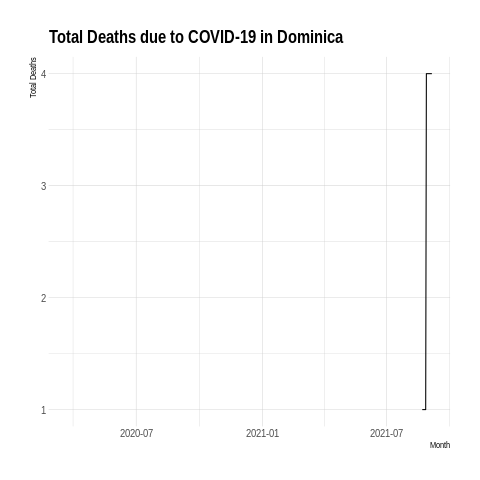 Total Deaths due to COVID-19 in Dominica
Total Deaths
4
3
2
1
2020-07
2021-01
2021-07
Month